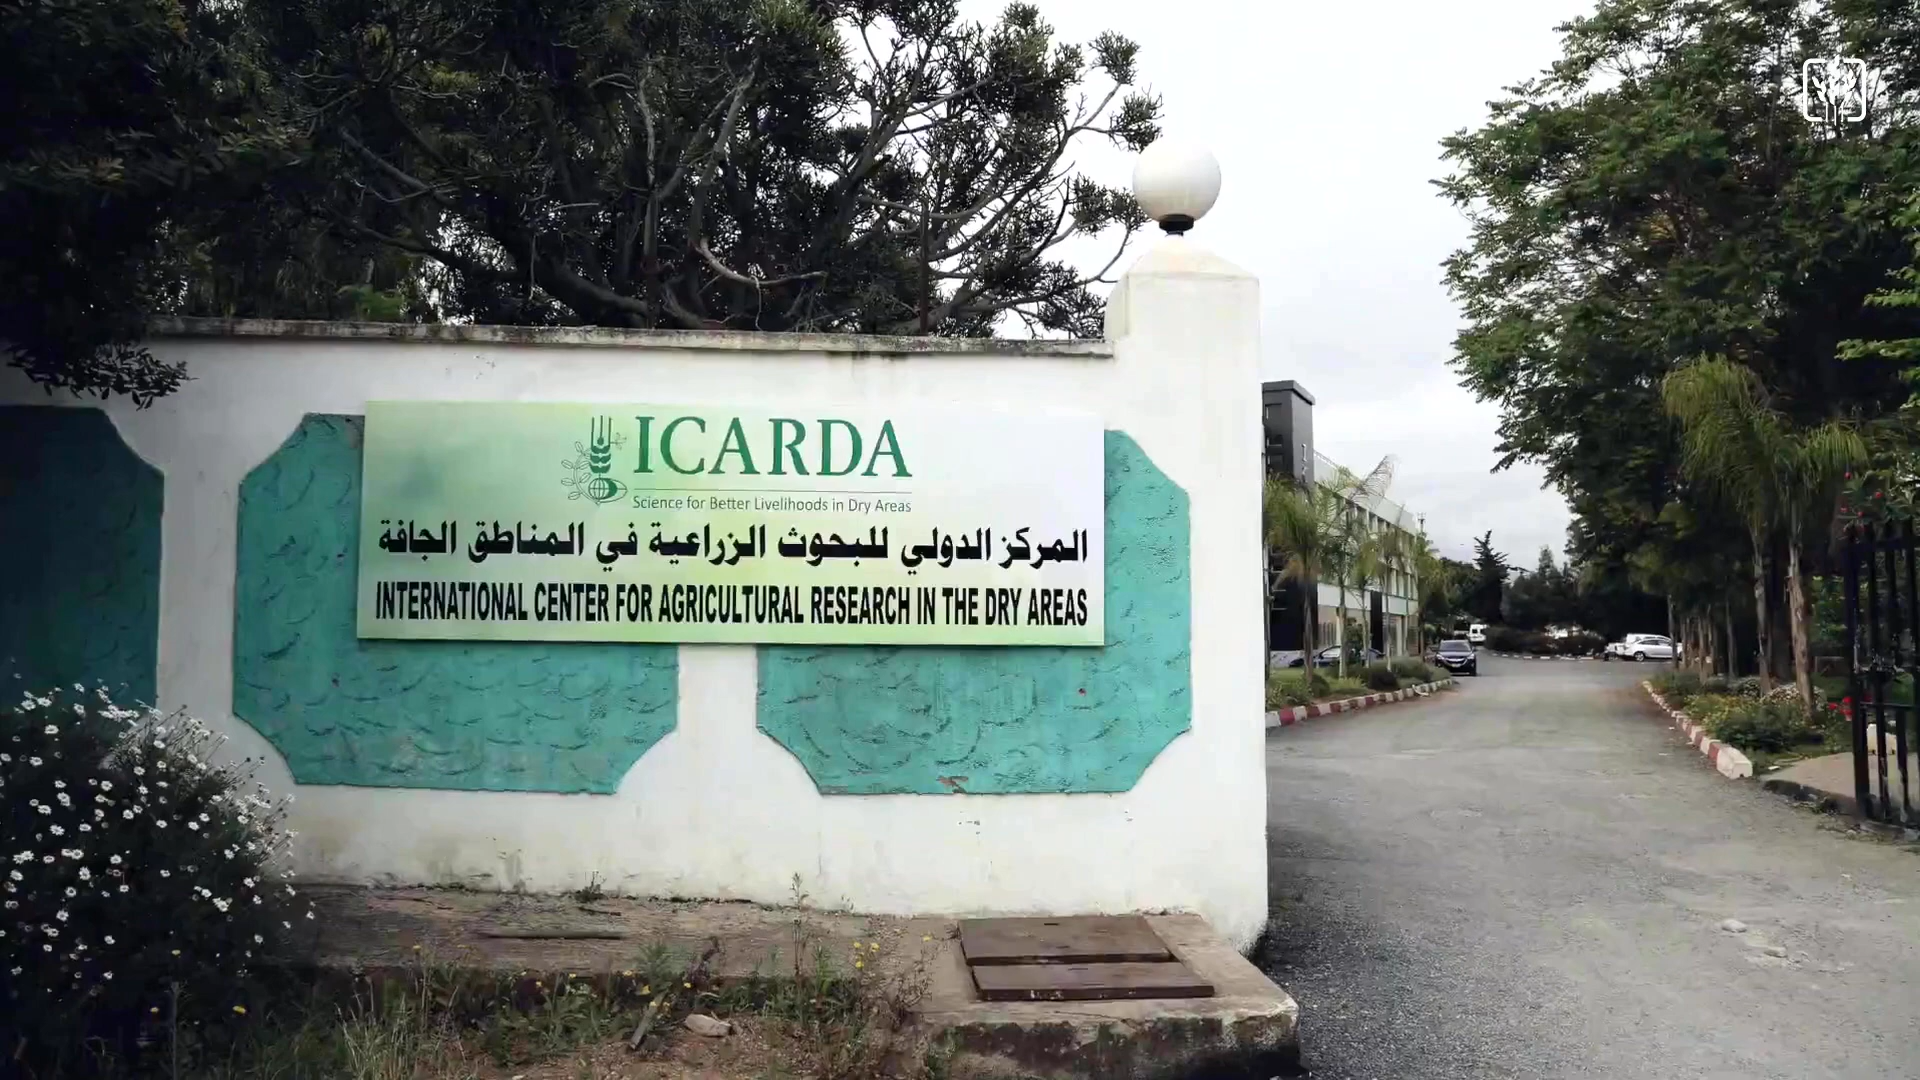 ICARDA
Science for Better Livelihoods in Dry Areas
المركز الدولي للبحوث الزراعية في المناطق الجافة
INTERNATIONAL CENTER FOR AGRICULTURAL RESEARCH IN THE DRY AREAS